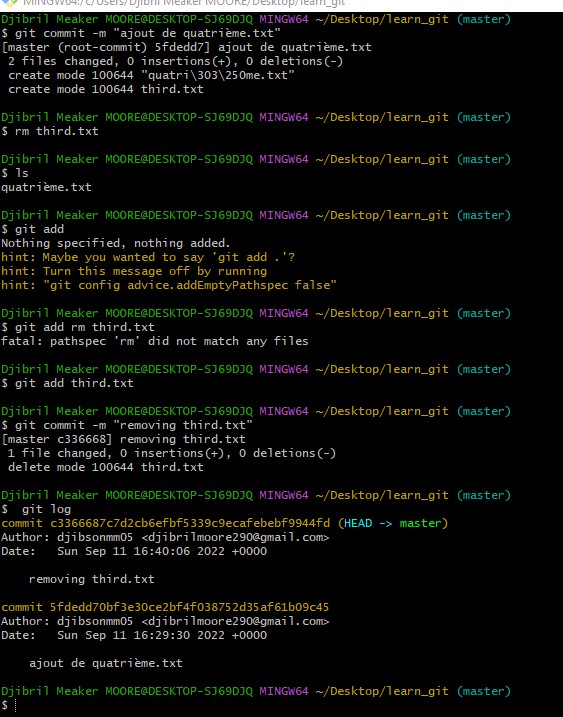 MINGW64:/c/Users/Djibril Meaker MOORE/Desktop/learn_git
$ git commit -m "ajout de quatrième.txt"
[master (root-commit) 5fdedd7] ajout de quatrième.txt
 2 files changed, 0 insertions(+), 0 deletions(-)
 create mode 100644 "quatri\303\250me.txt"
 create mode 100644 third.txt

Djibril Meaker MOORE@DESKTOP-SJ69DJQ MINGW64 ~/Desktop/learn_git (master)
$ rm third.txt

Djibril Meaker MOORE@DESKTOP-SJ69DJQ MINGW64 ~/Desktop/learn_git (master)
$ ls
quatrième.txt

Djibril Meaker MOORE@DESKTOP-SJ69DJQ MINGW64 ~/Desktop/learn_git (master)
$ git add
Nothing specified, nothing added.
hint: Maybe you wanted to say 'git add .'?
hint: Turn this message off by running
hint: "git config advice.addEmptyPathspec false"

Djibril Meaker MOORE@DESKTOP-SJ69DJQ MINGW64 ~/Desktop/learn_git (master)
$ git add rm third.txt
fatal: pathspec 'rm' did not match any files

Djibril Meaker MOORE@DESKTOP-SJ69DJQ MINGW64 ~/Desktop/learn_git (master)
$ git add third.txt

Djibril Meaker MOORE@DESKTOP-SJ69DJQ MINGW64 ~/Desktop/learn_git (master)
$ git commit -m "removing third.txt"
[master c336668] removing third.txt
 1 file changed, 0 insertions(+), 0 deletions(-)
 delete mode 100644 third.txt

Djibril Meaker MOORE@DESKTOP-SJ69DJQ MINGW64 ~/Desktop/learn_git (master)
$  git log
commit c3366687c7d2cb6efbf5339c9ecafebebf9944fd (HEAD -> master)
Author: djibsonmm05 <djibrilmoore290@gmail.com>
Date:   Sun Sep 11 16:40:06 2022 +0000

    removing third.txt

commit 5fdedd70bf3e30ce2bf4f038752d35af61b09c45
Author: djibsonmm05 <djibrilmoore290@gmail.com>
Date:   Sun Sep 11 16:29:30 2022 +0000

    ajout de quatrième.txt

Djibril Meaker MOORE@DESKTOP-SJ69DJQ MINGW64 ~/Desktop/learn_git (master)
$